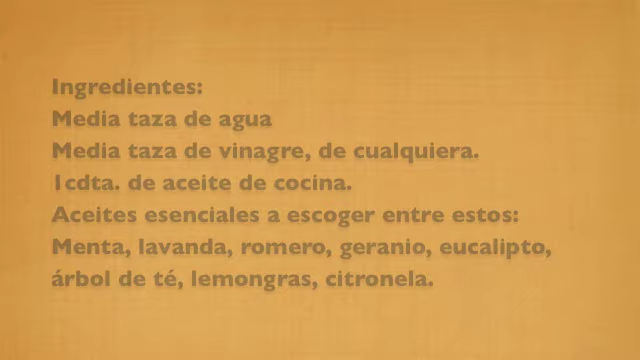 Ingredientes:
Media taza de agua
Media taza de vinagre, de cualquiera.
1cdta. de aceite de cocina.
Aceites esenciales a escoger entre estos:
Menta, lavanda, romero, geranio, eucalipto,
árbol de té, lemongras, citronela.